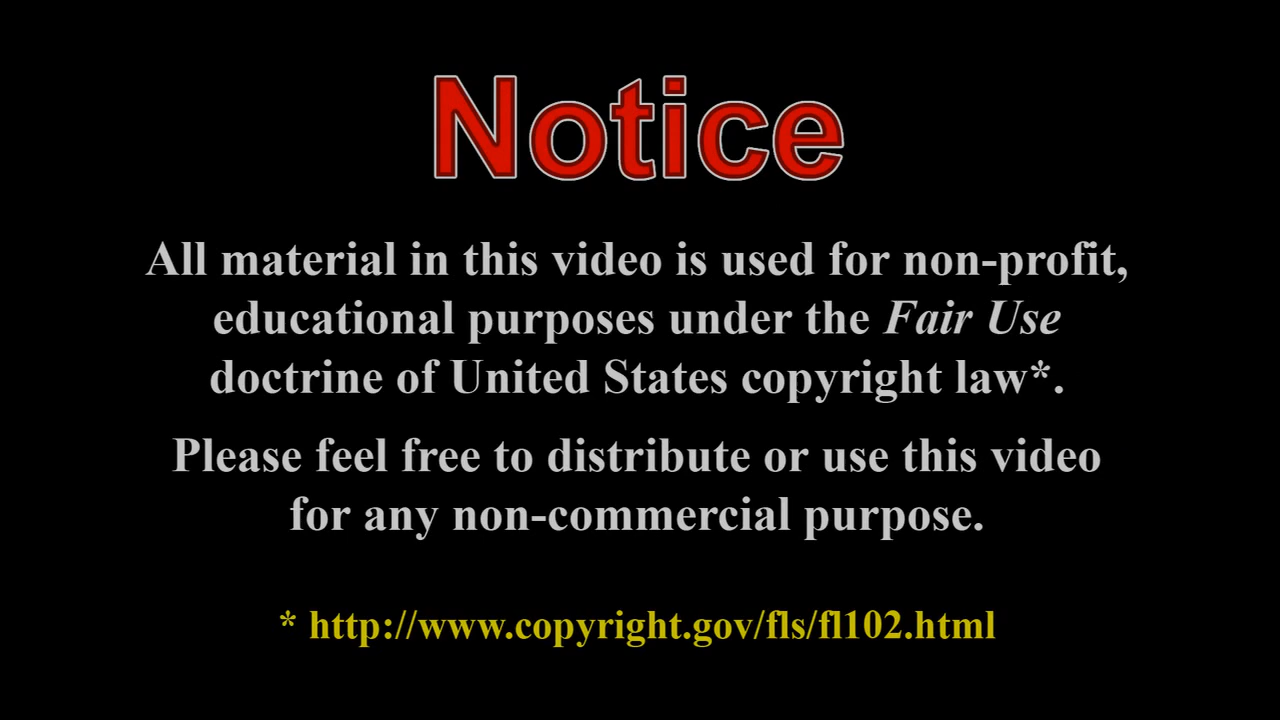 Notice
All material in this video is used for non-profit,
educational purposes under the Fair Use
doctrine of United States copyright law*.
Please feel free to distribute or use this video
for any non-commercial purpose.
* http://www.copyright.gov/fls/fl102.html